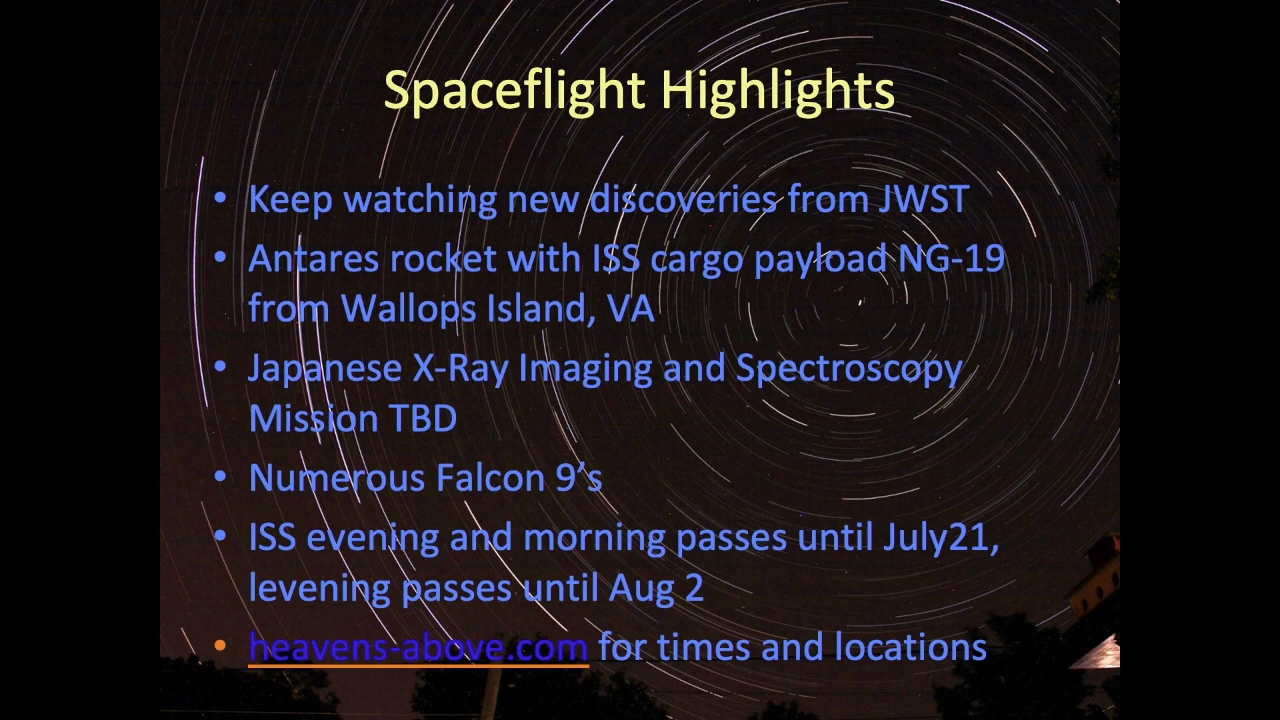 Spaceflight Highlights
• Keep watching new discoveries from JWST
• Antares rocket with ISS cargo payload NG-19
from Wallops Island, VA
• Japanese X-Ray Imaging and Spectroscopy
Mission TBD
• Numerous Falcon 9’s
• ISS evening and morning passes until July21,
levening passes until Aug 2
• heavens-above.com for times and locations